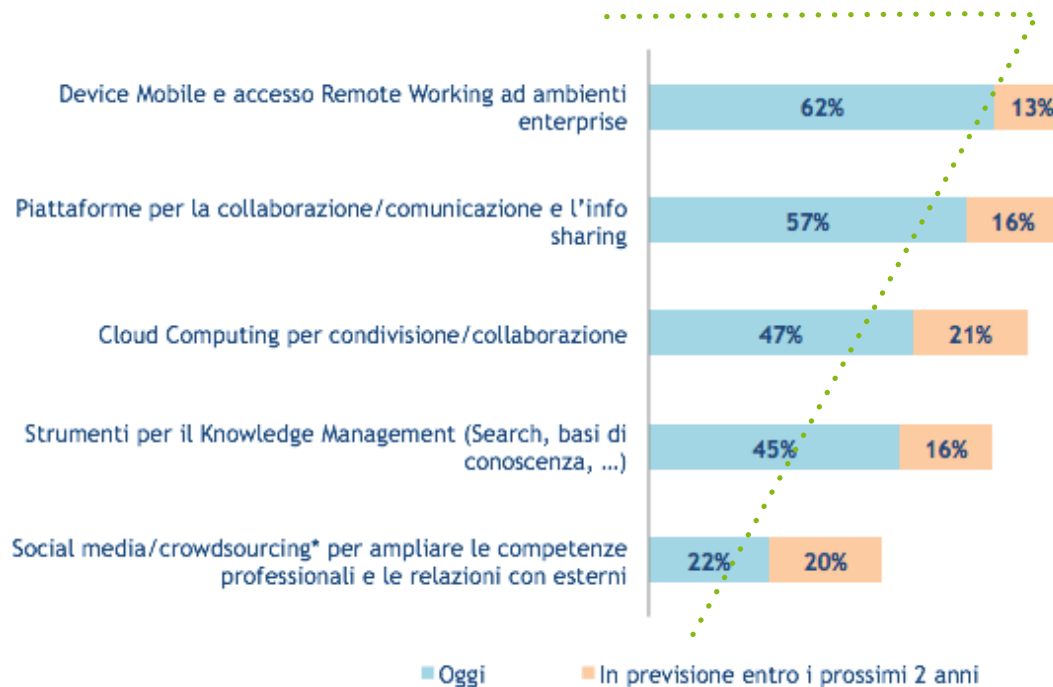 Device Mobile e accesso Remote Working ad ambienti
enterprise
62%
13%
Piattaforme per la collaborazione/comunicazione e l'info
sharing
57%
16%
Cloud Computing per condivisione/collaborazione
47%
21%
Strumenti per il Knowledge Management (Search, basi di
conoscenza, …)
45%
16%
Social media/crowdsourcing* per ampliare le competenze
professionali e le relazioni con esterni
22%
20%
Oggi
In previsione entro i prossimi 2 anni